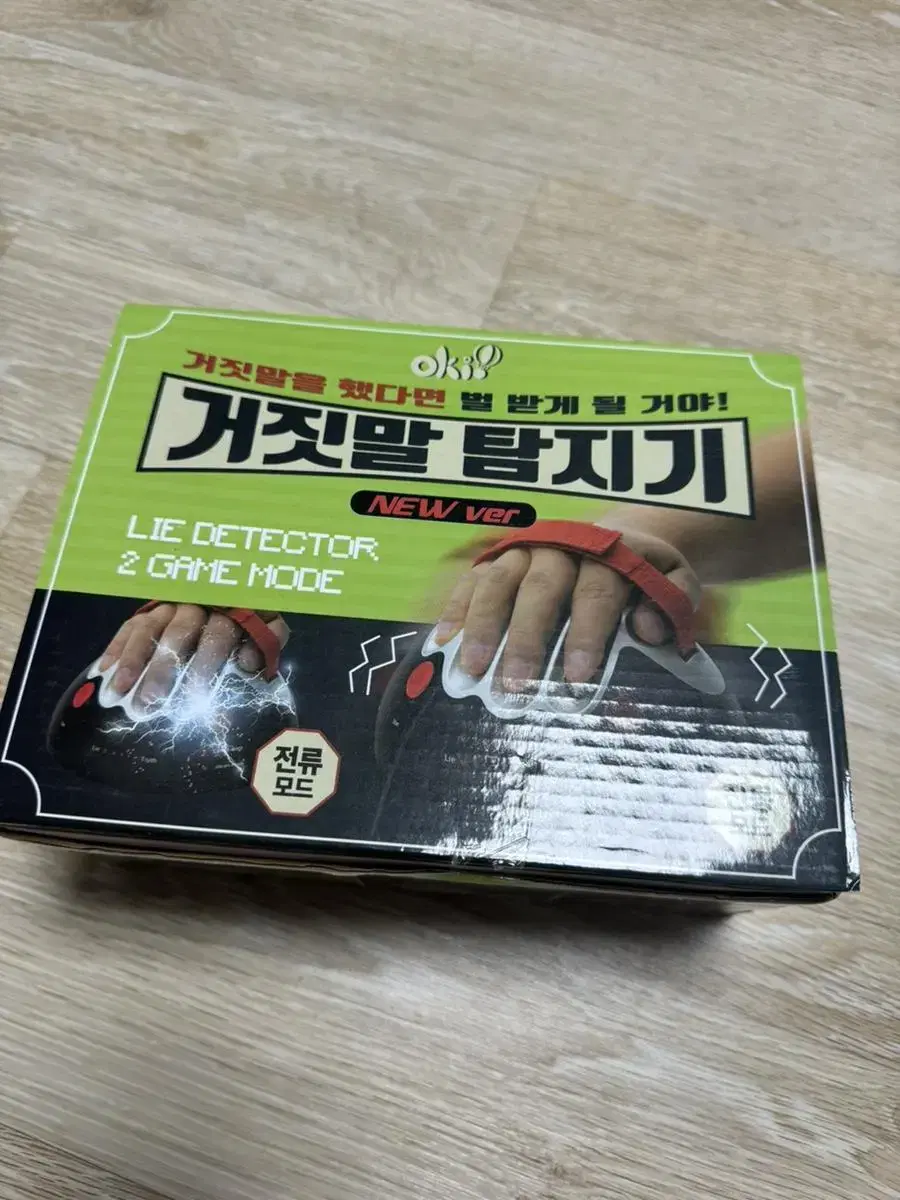 oki
거짓말을 했다면 벌 받게 될 거야!
거짓말 탐지기
NEW ver
LIE DETECTOR
2 GAME MODE
전류
모드
Lie